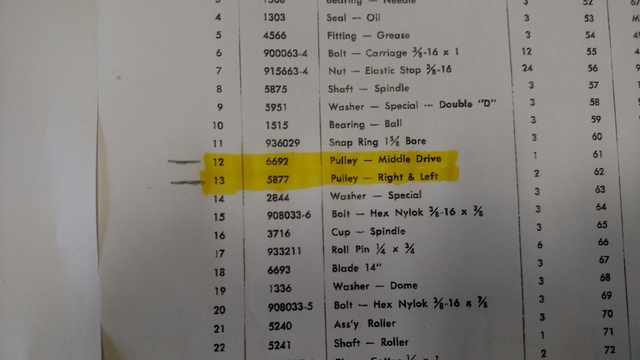 Bearing — Needle 3 52
4 1303 Seal — Oil 3 53
5 4566 Fitting — Grease 3 54
6 900063-4 Bolt — Carriage ⅜-16 x 1 12 55
7 915663-4 Nut — Elastic Stop ⅜-16 24 56
8 5875 Shaft — Spindle 3 57
9 5951 Washer — Special --- Double "D" 3 58
10 1515 Bearing — Ball 3 59
11 936029 Snap Ring 1⅝ Bore 3 60
12 6692 Pulley — Middle Drive 1 61
13 5877 Pulley — Right & Left 2 62
14 2844 Washer — Special 3 63
15 908033-6 Bolt — Hex Nylok ⅜-16 x ⅞ 3 64
16 3716 Cup — Spindle 3 65
17 933211 Roll Pin ¼ x ¾ 6 66
18 6693 Blade 14" 3 67
19 1336 Washer — Dome 3 68
20 908033-5 Bolt — Hex Nylok ⅜-16 x ⅞ 3 69
21 5240 Ass'y Roller 3 70
22 5241 Shaft — Roller 1 71
2 72